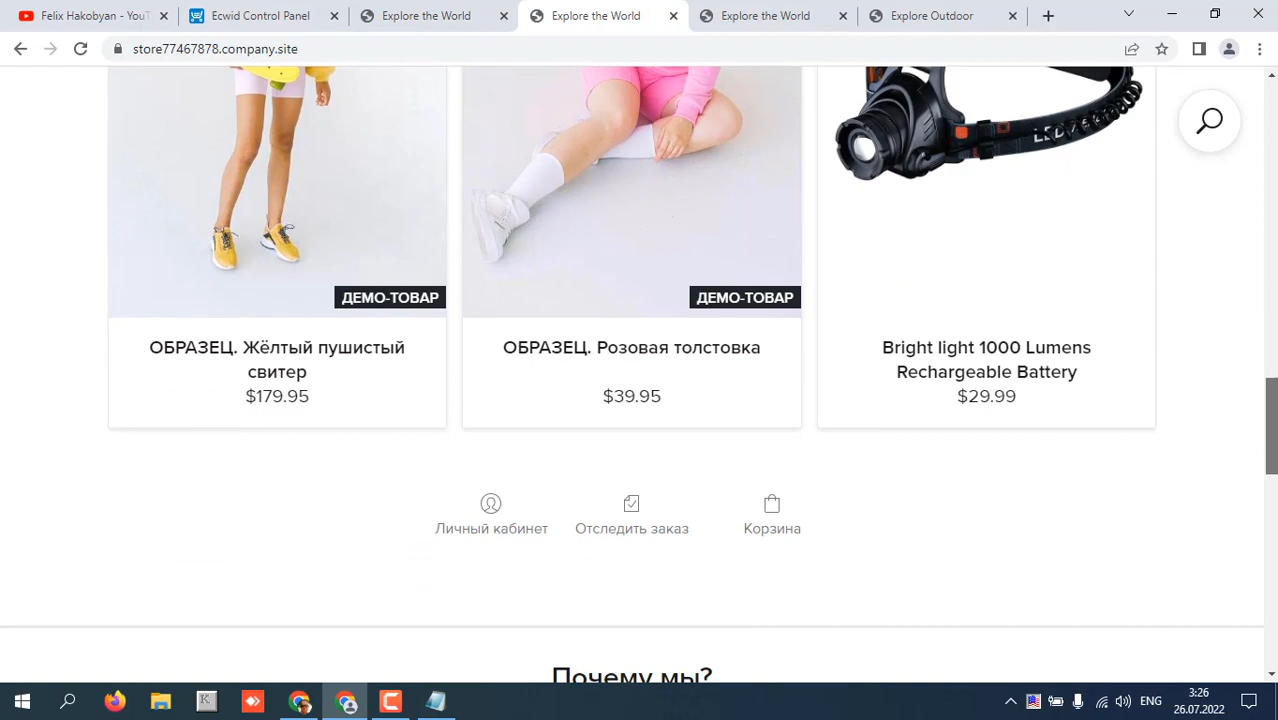 Felix Hakobyan - YouT
Ecwid Control Panel
Explore the World
Explore the World
Explore the World
Explore Outdoor
store77467878.company.site
LED
ДЕМО-ТОВАР
ДЕМО-ТОВАР
ОБРАЗЕЦ. Жёлтый пушистый
свитер
$179.95
ОБРАЗЕЦ. Розовая толстовка
$39.95
Bright light 1000 Lumens
Rechargeable Battery
$29.99
Личный кабинет
Отследить заказ
Корзина
Почему мы?
ENG
3:26
26.07.2022